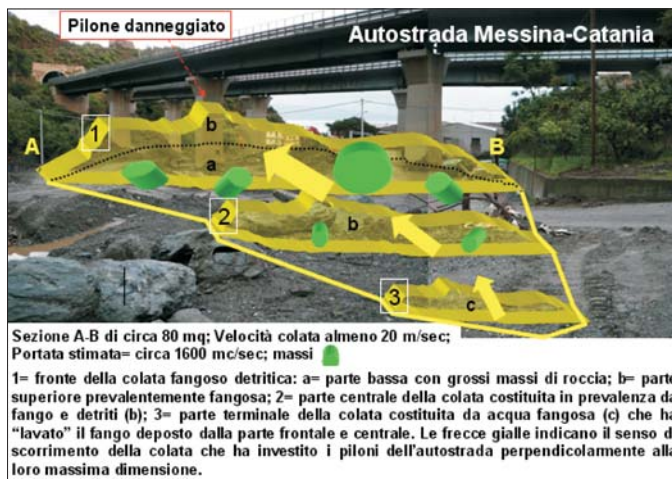 Pilone danneggiato
Autostrada Messina-Catania
1
b
A
B
a
2
b
3
c
Sezione A-B di circa 80 mq; Velocità colata almeno 20 m/sec;
Portata stimata= circa 1600 mc/sec; massi
1= fronte della colata fangoso detritica: a= parte bassa con grossi massi di roccia; b= parte
superiore prevalentemente fangosa; 2= parte centrale della colata costituita in prevalenza da
fango e detriti (b); 3= parte terminale della colata costituita da acqua fangosa (c) che ha
"lavato" il fango deposto dalla parte frontale e centrale. Le frecce gialle indicano il senso di
scorrimento della colata che ha investito i piloni dell'autostrada perpendicolarmente alla
loro massima dimensione.